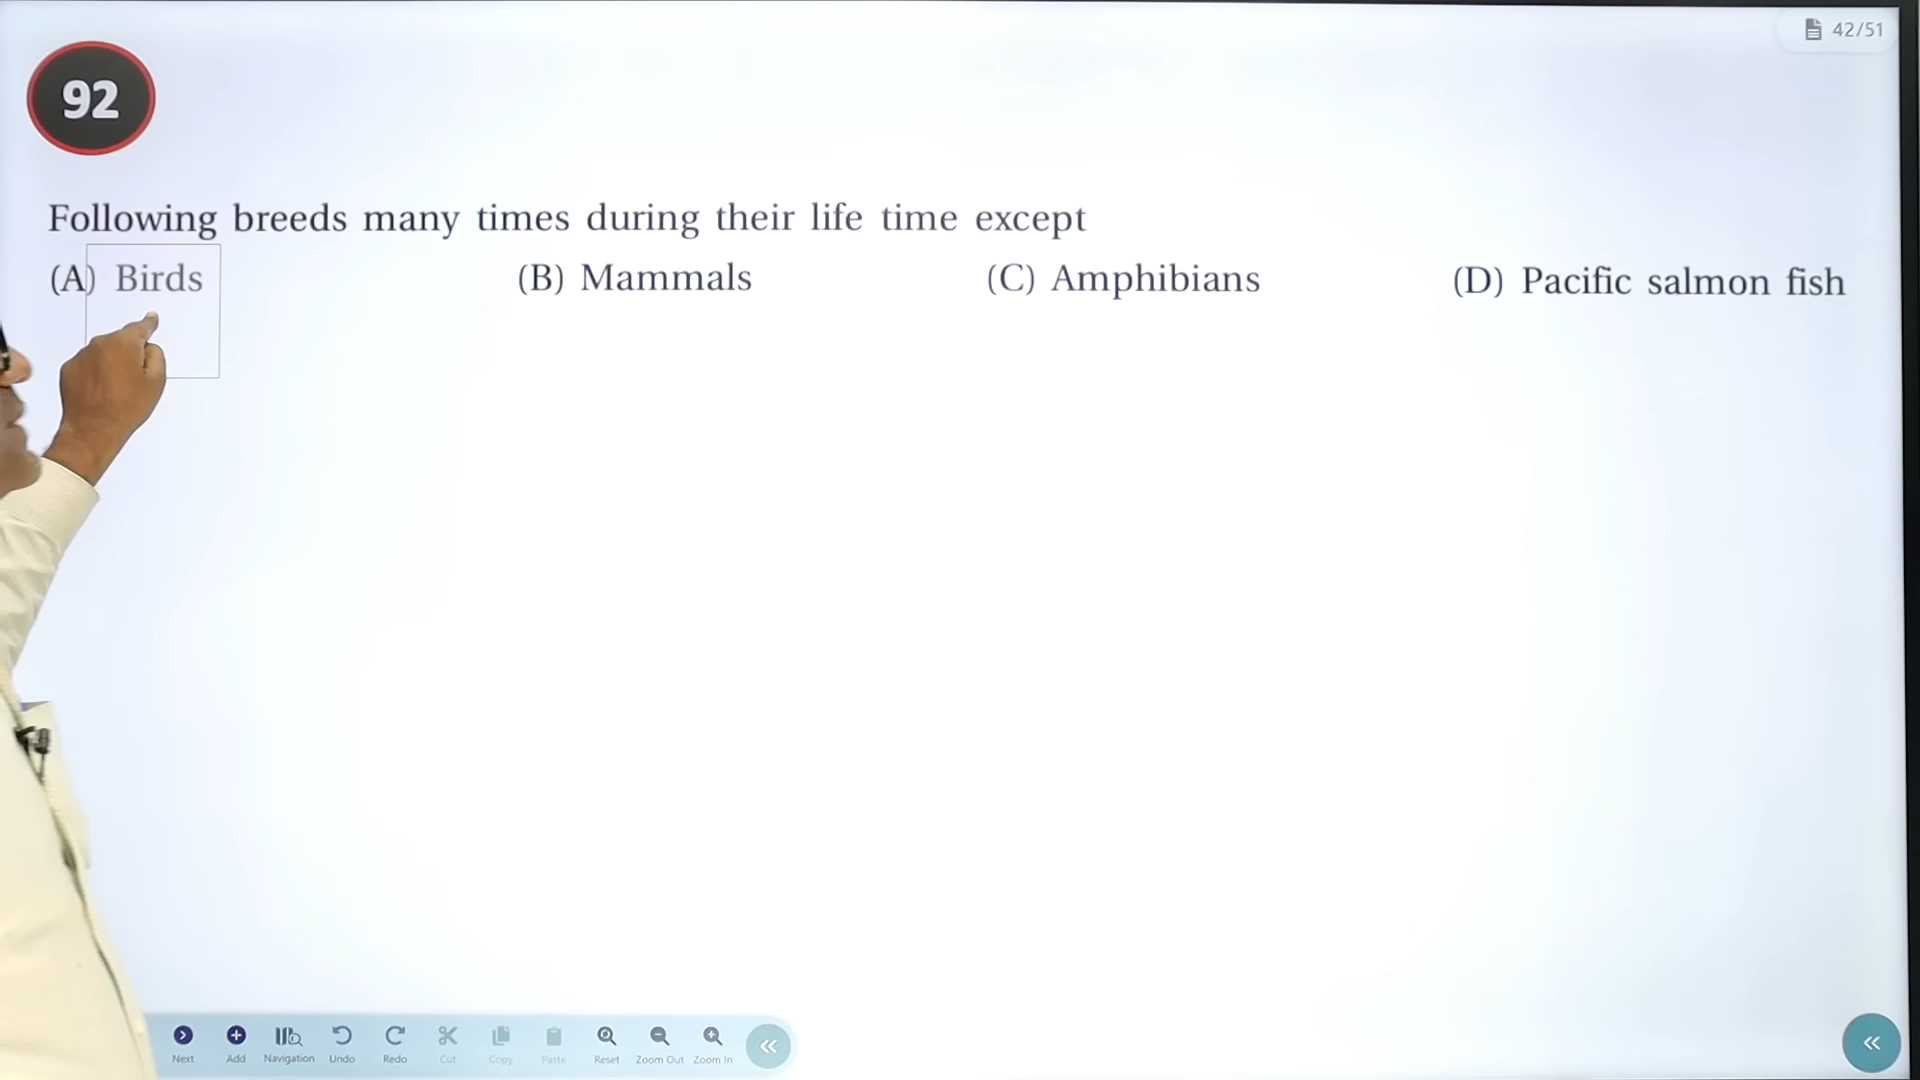 42/51
92
Following breeds many times during their life time except
(A) Birds (B) Mammals (C) Amphibians (D) Pacific salmon fish
Next Add Navigation Undo Redo Cut Copy Paste Reset Zoom Out Zoom In